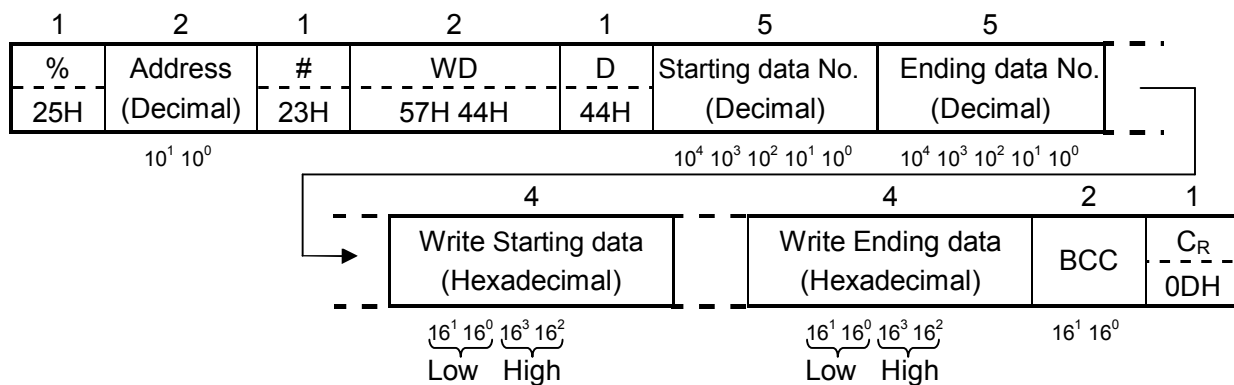 1 2 1 2 1 5 5
% Address # WD D Starting data No. Ending data No.
25H (Decimal) 23H 57H 44H 44H (Decimal) (Decimal)
10¹ 10⁰ 10⁴ 10³ 10² 10¹ 10⁰ 10⁴ 10³ 10² 10¹ 10⁰
4 4 2 1
Write Starting data Write Ending data BCC CR
(Hexadecimal) (Hexadecimal) 0DH
16¹ 16⁰ 16³ 16² 16¹ 16⁰ 16³ 16² 16¹ 16⁰
Low High Low High